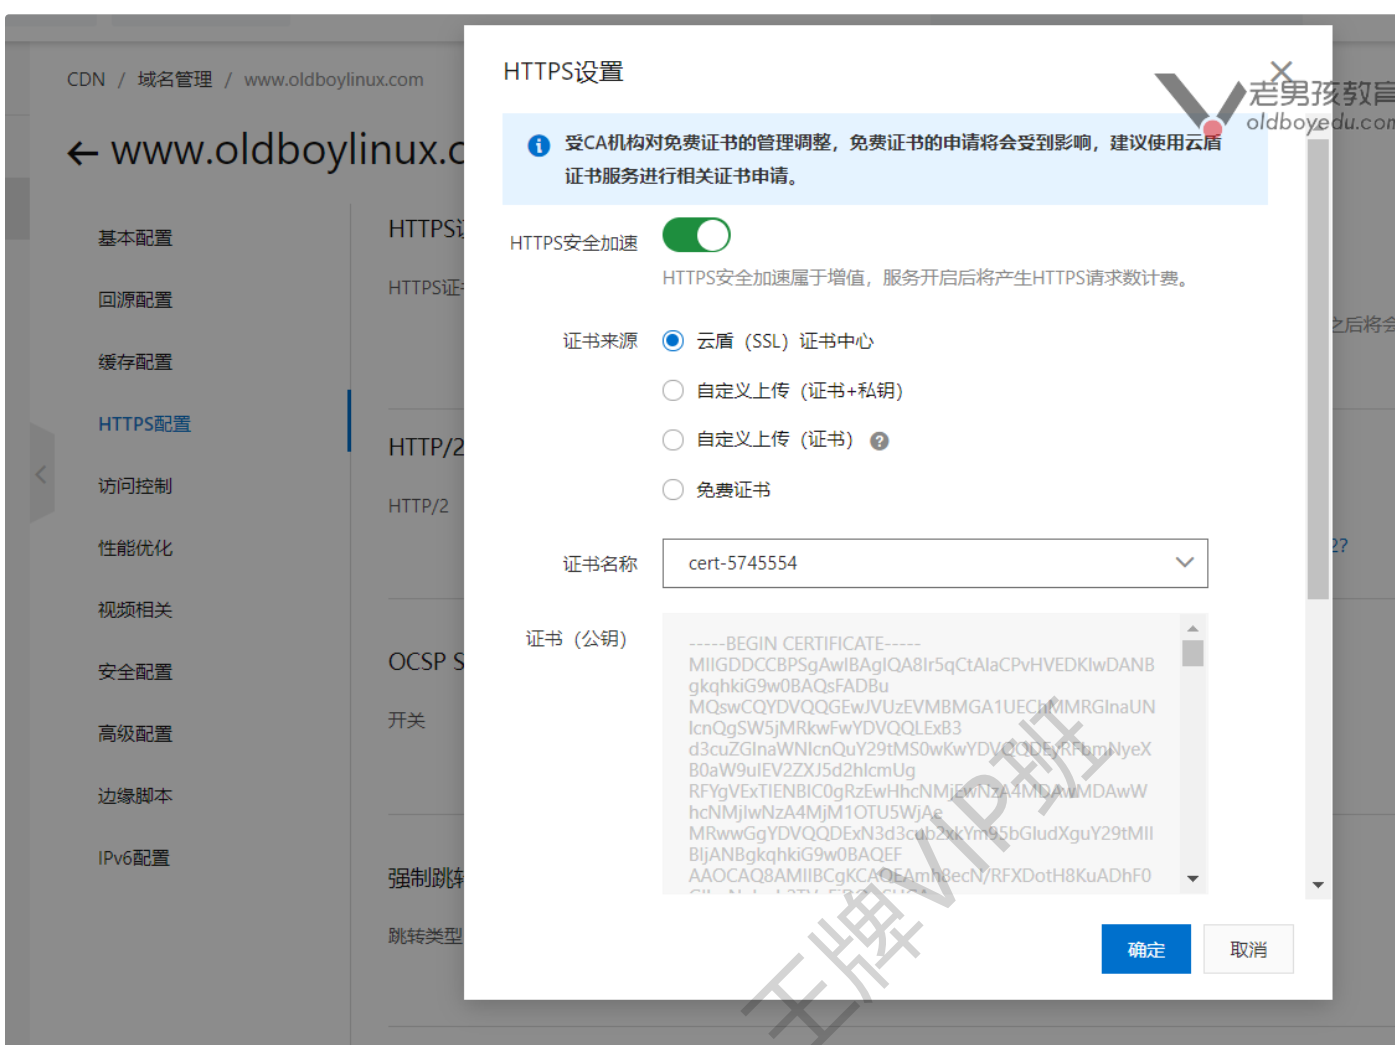 CDN / 域名管理 / www.oldboylinux.com
← www.oldboylinux.c
基本配置
回源配置
缓存配置
HTTPS配置
访问控制
性能优化
视频相关
安全配置
高级配置
边缘脚本
IPv6配置
HTTPS证
HTTP/2
HTTP/2
OCSP S
开关
强制跳转
跳转类型
之后将会
2?
HTTPS设置
老男孩教育
oldboyedu.com
受CA机构对免费证书的管理调整，免费证书的申请将会受到影响，建议使用云盾
证书服务进行相关证书申请。
HTTPS安全加速
HTTPS安全加速属于增值，服务开启后将产生HTTPS请求数计费。
证书来源
云盾（SSL）证书中心
自定义上传（证书+私钥）
自定义上传（证书）
免费证书
证书名称
cert-5745554
证书（公钥）
-----BEGIN CERTIFICATE-----
MIIGDDCCBPSgAwIBAgIQA8Ir5qCtAlaCPvHVEDKIwDANB
gkqhkiG9w0BAQsFADBu
MQswCQYDVQQGEwJVUzEVMBMGA1UEChMMRGlnaUN
lcnQgSW5jMRkwFwYDVQQLExB3
d3cuZGlnaWNlcnQuY29tMS0wKwYDVQQDEyRFbmNyeX
B0aW9uIEV2ZXJ5d2hlcmUg
RFYgVExTIENBIC0gRzEwHhcNMjEwNzA4MDAwMDAwW
hcNMjIwNzA4MjM1OTU5WjAe
MRwwGgYDVQQDExN3d3cub2xkYm95bGludXguY29tMII
BIjANBgkqhkiG9w0BAQEF
AAOCAQ8AMIIBCgKCAQEAmh8ecN/RFXDotH8KuADhF0
王牌VIP班
确定
取消